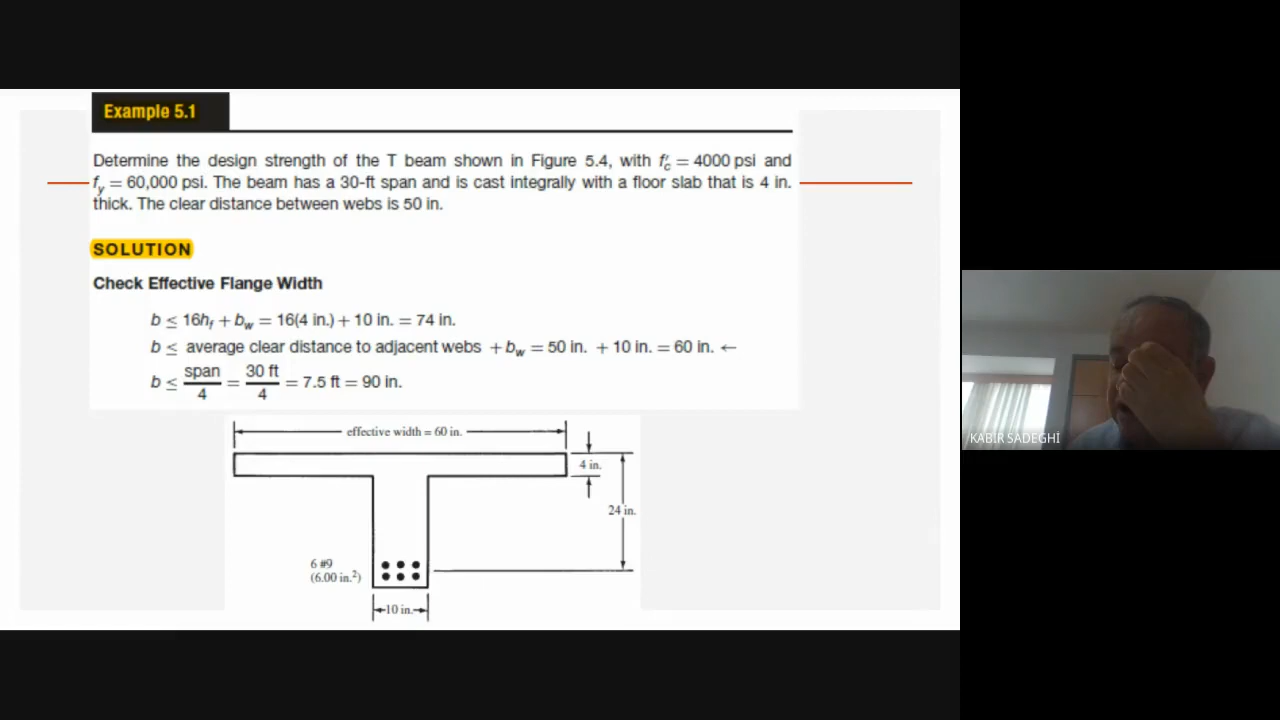 Example 5.1
Determine the design strength of the T beam shown in Figure 5.4, with f′c = 4000 psi and
fy = 60,000 psi. The beam has a 30-ft span and is cast integrally with a floor slab that is 4 in.
thick. The clear distance between webs is 50 in.
SOLUTION
Check Effective Flange Width
b ≤ 16hf + bw = 16(4 in.) + 10 in. = 74 in.
b ≤ average clear distance to adjacent webs + bw = 50 in. + 10 in. = 60 in. ←
b ≤ span/4 = 30 ft/4 = 7.5 ft = 90 in.
effective width = 60 in.
4 in.
24 in.
6 #9
(6.00 in.²)
10 in.
KABİR SADEGHİ